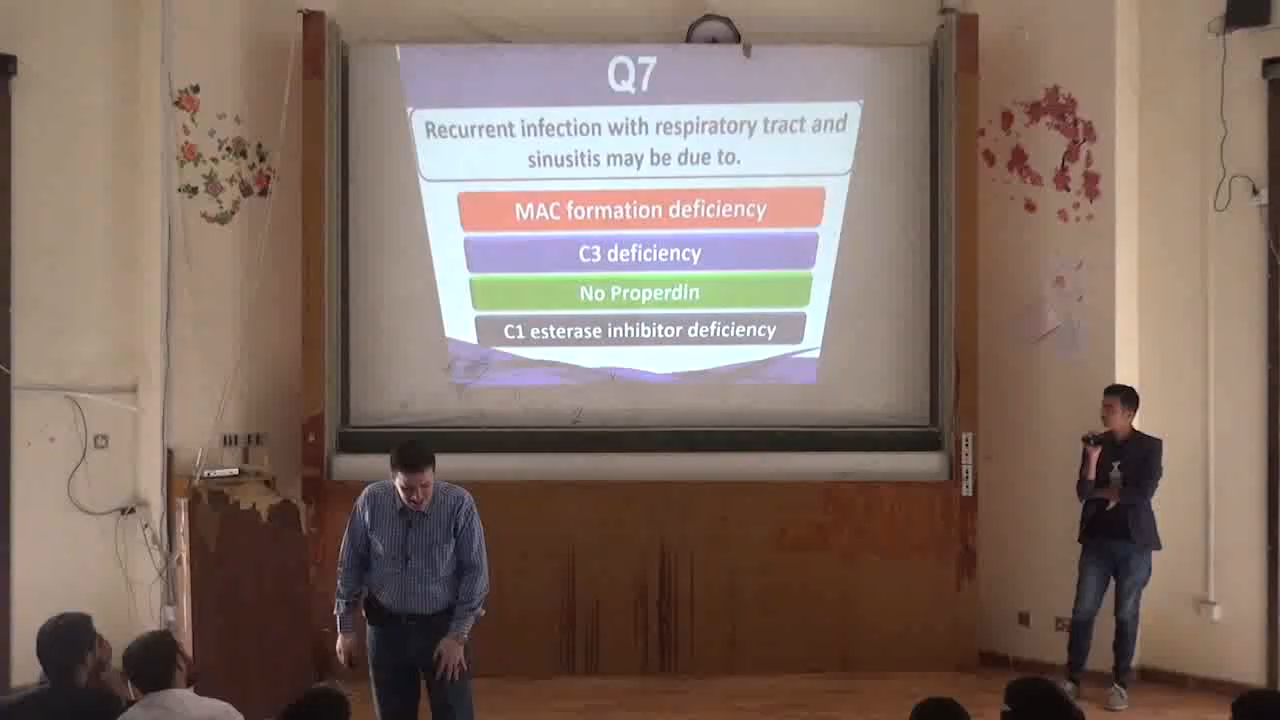 Q7
Recurrent infection with respiratory tract and
sinusitis may be due to.
MAC formation deficiency
C3 deficiency
No Properdin
C1 esterase inhibitor deficiency